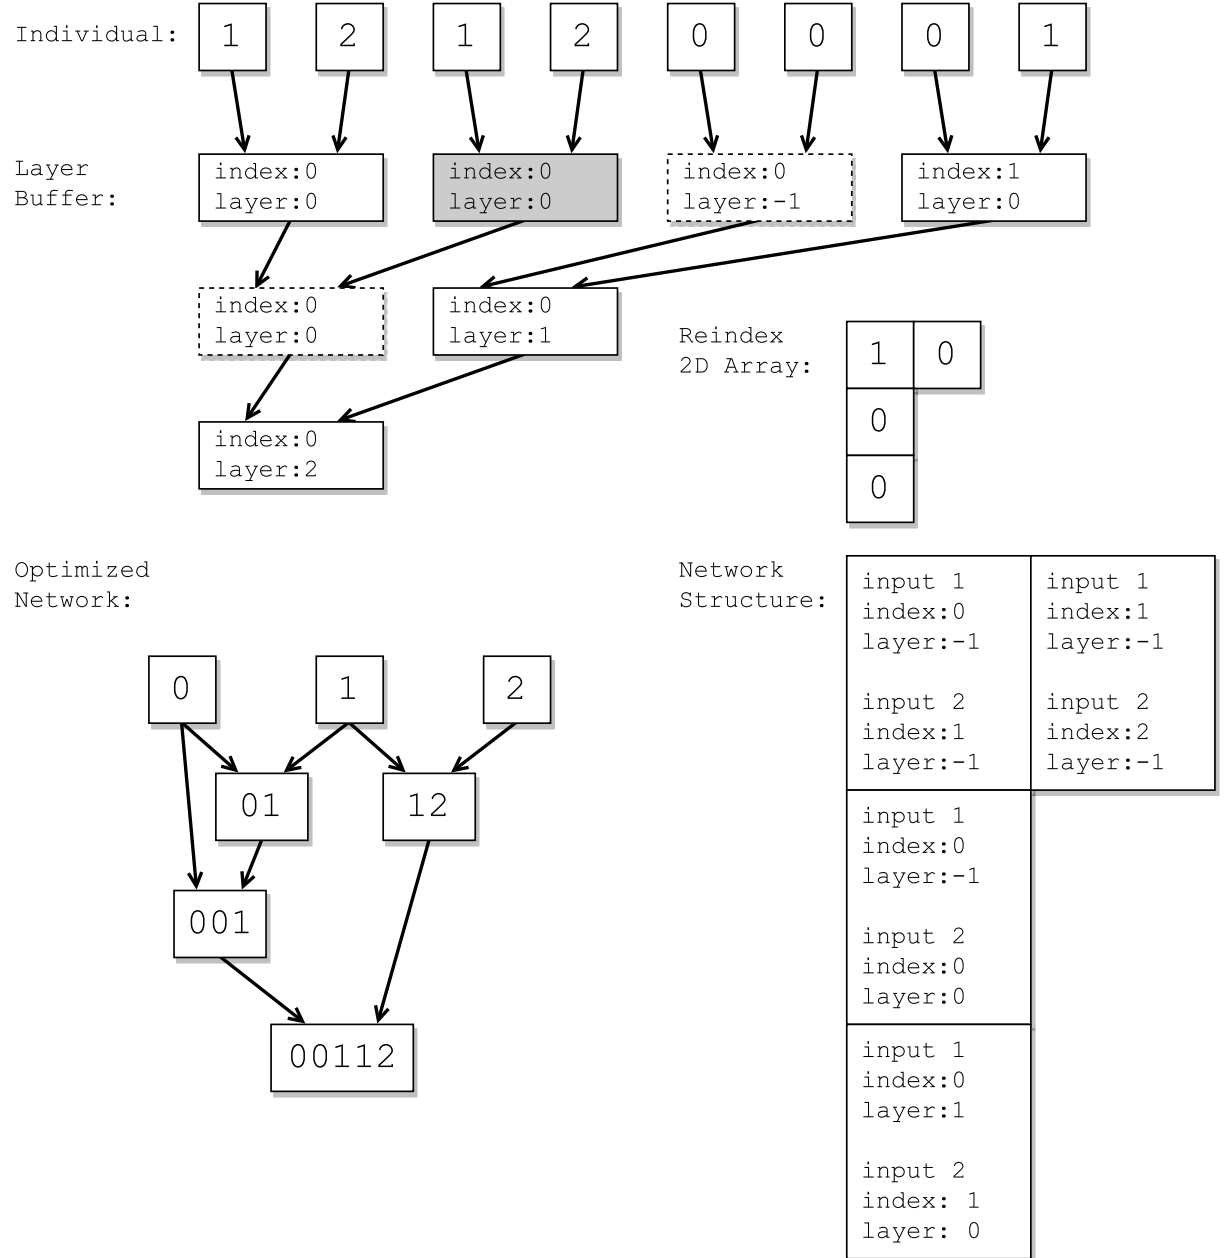 Individual: 1 2 1 2 0 0 0 1
Layer
Buffer:
index:0
layer:0
index:0
layer:0
index:0
layer:-1
index:1
layer:0
index:0
layer:0
index:0
layer:1
index:0
layer:2
Reindex
2D Array:
1 0
0
0
Optimized
Network:
0 1 2
01 12
001
00112
Network
Structure:
input 1
index:0
layer:-1
input 2
index:1
layer:-1
input 1
index:1
layer:-1
input 2
index:2
layer:-1
input 1
index:0
layer:-1
input 2
index:0
layer:0
input 1
index:0
layer:1
input 2
index: 1
layer: 0